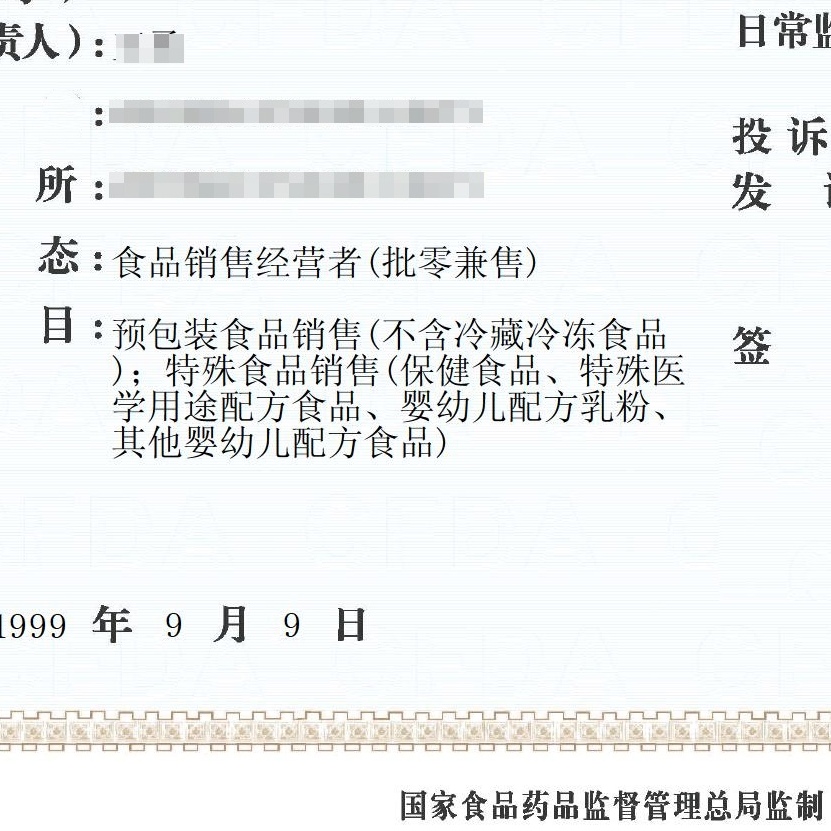 责人）：
日常监
：
投诉
所：
发
态：食品销售经营者(批零兼售)
目：预包装食品销售(不含冷藏冷冻食品
)；特殊食品销售(保健食品、特殊医
学用途配方食品、婴幼儿配方乳粉、
其他婴幼儿配方食品)
签
1999 年 9 月 9 日
国家食品药品监督管理总局监制